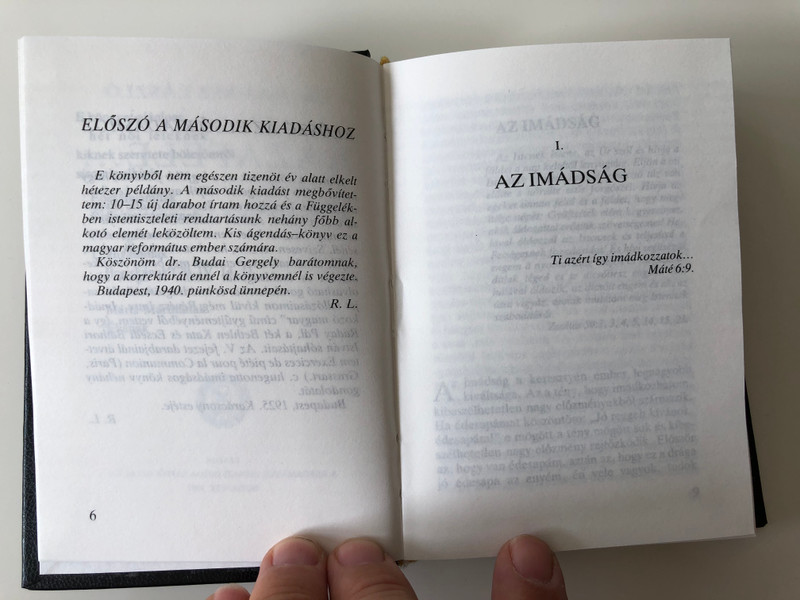 ELŐSZÓ A MÁSODIK KIADÁSHOZ
E könyvből nem egészen tizenöt év alatt elkelt
hétezer példány. A második kiadást megbővítet-
tem: 10–15 új darabot írtam hozzá és a Függelék-
ben istentiszteleti rendtartásunk nehány főbb al-
kotó elemét leközöltem. Kis ágendás–könyv ez a
magyar református ember számára.
Köszönöm dr. Budai Gergely barátomnak,
hogy a korrektúrát ennél a könyvemnél is végezte.
Budapest, 1940. pünkösd ünnepén.
R. L.
6
I.
AZ IMÁDSÁG
Ti azért így imádkozzatok...
Máté 6:9.